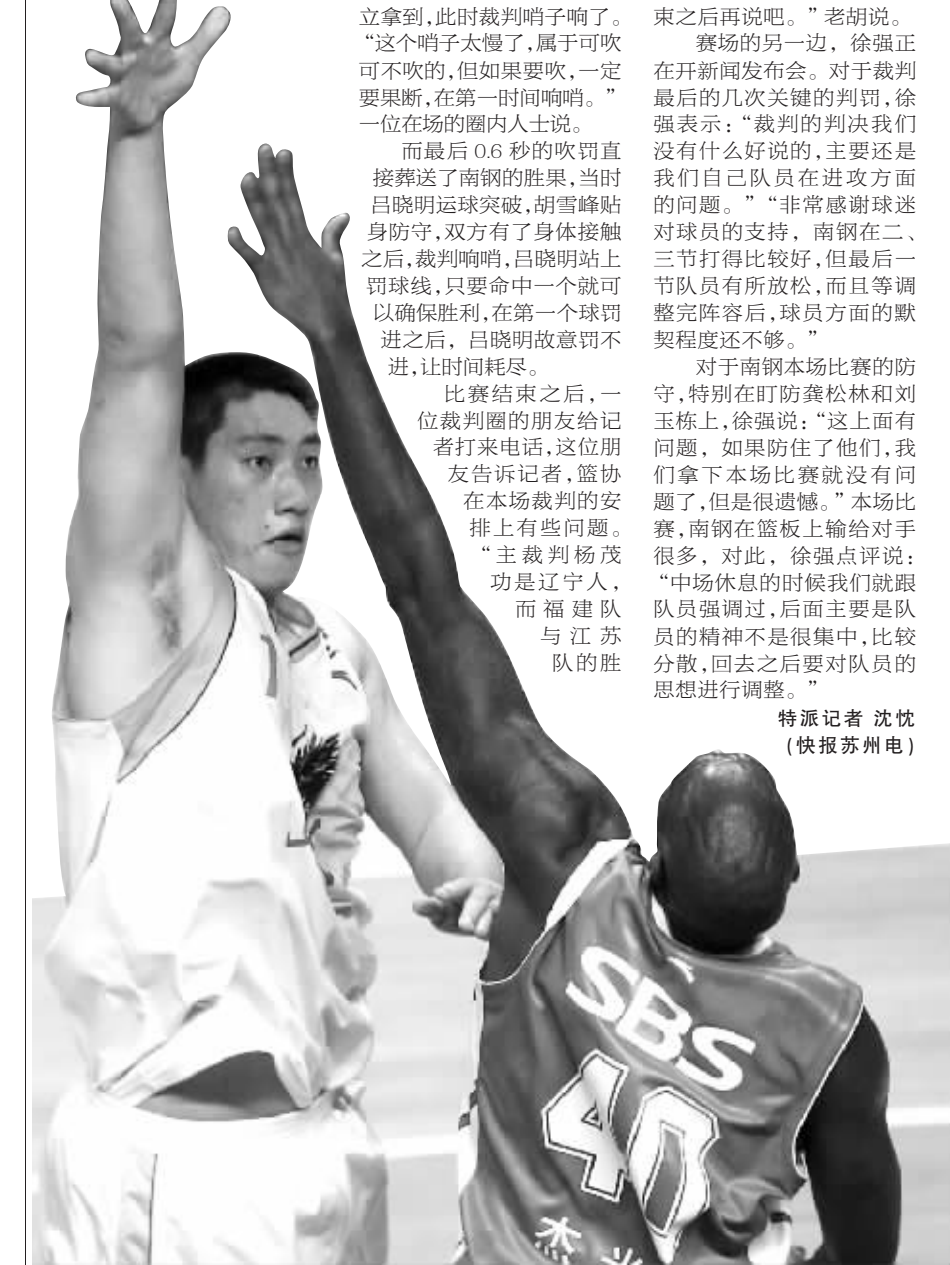 立拿到，此时裁判哨子响了。
“这个哨子太慢了，属于可吹
可不吹的，但如果要吹，一定
要果断，在第一时间响哨。”
一位在场的圈内人士说。
而最后 0.6 秒的吹罚直
接葬送了南钢的胜果，当时
吕晓明运球突破，胡雪峰贴
身防守，双方有了身体接触
之后，裁判响哨，吕晓明站上
罚球线，只要命中一个就可
以确保胜利，在第一个球罚
进之后，吕晓明故意罚不
进，让时间耗尽。
比赛结束之后，一
位裁判圈的朋友给记
者打来电话，这位朋
友告诉记者，篮协
在本场裁判的安
排上有些问题。
“主裁判杨茂
功是辽宁人，
而福建队
与江苏
队的胜
束之后再说吧。”老胡说。
赛场的另一边，徐强正
在开新闻发布会。对于裁判
最后的几次关键的判罚，徐
强表示：“裁判的判决我们
没有什么好说的，主要还是
我们自己队员在进攻方面
的问题。”“非常感谢球迷
对球员的支持，南钢在二、
三节打得比较好，但最后一
节队员有所放松，而且等调
整完阵容后，球员方面的默
契程度还不够。”
对于南钢本场比赛的防
守，特别在盯防龚松林和刘
玉栋上，徐强说：“这上面有
问题，如果防住了他们，我
们拿下本场比赛就没有问
题了，但是很遗憾。”本场比
赛，南钢在篮板上输给对手
很多，对此，徐强点评说：
“中场休息的时候我们就跟
队员强调过，后面主要是队
员的精神不是很集中，比较
分散，回去之后要对队员的
思想进行调整。”
特派记者 沈忱
(快报苏州电)
SBS
40
杰